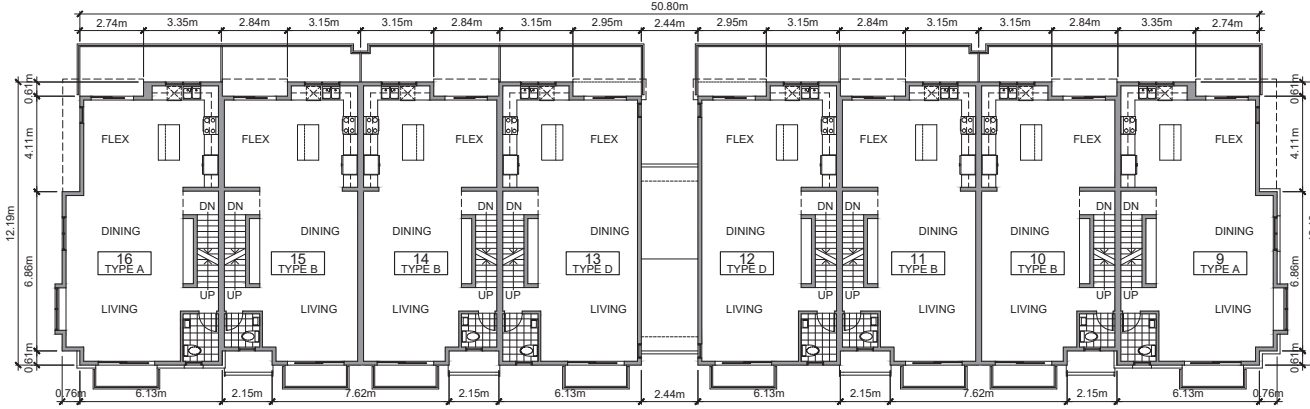 50.80m
2.74m 3.35m 2.84m 3.15m 3.15m 2.84m 3.15m 2.95m 2.44m 2.95m 3.15m 2.84m 3.15m 3.15m 2.84m 3.35m 2.74m
0.61m 0.61m
4.11m 4.11m
FLEX FLEX FLEX FLEX FLEX FLEX FLEX FLEX
DN DN DN DN DN DN DN DN
12.19m
DINING DINING DINING DINING DINING DINING DINING DINING
16 15 14 13 12 11 10 9
TYPE A TYPE B TYPE B TYPE D TYPE D TYPE B TYPE B TYPE A
6.86m 6.86m
UP UP UP UP UP UP UP UP
LIVING LIVING LIVING LIVING LIVING LIVING LIVING LIVING
0.61m 0.61m
0.76m 6.13m 2.15m 7.62m 2.15m 6.13m 2.44m 6.13m 2.15m 7.62m 2.15m 6.13m 0.76m